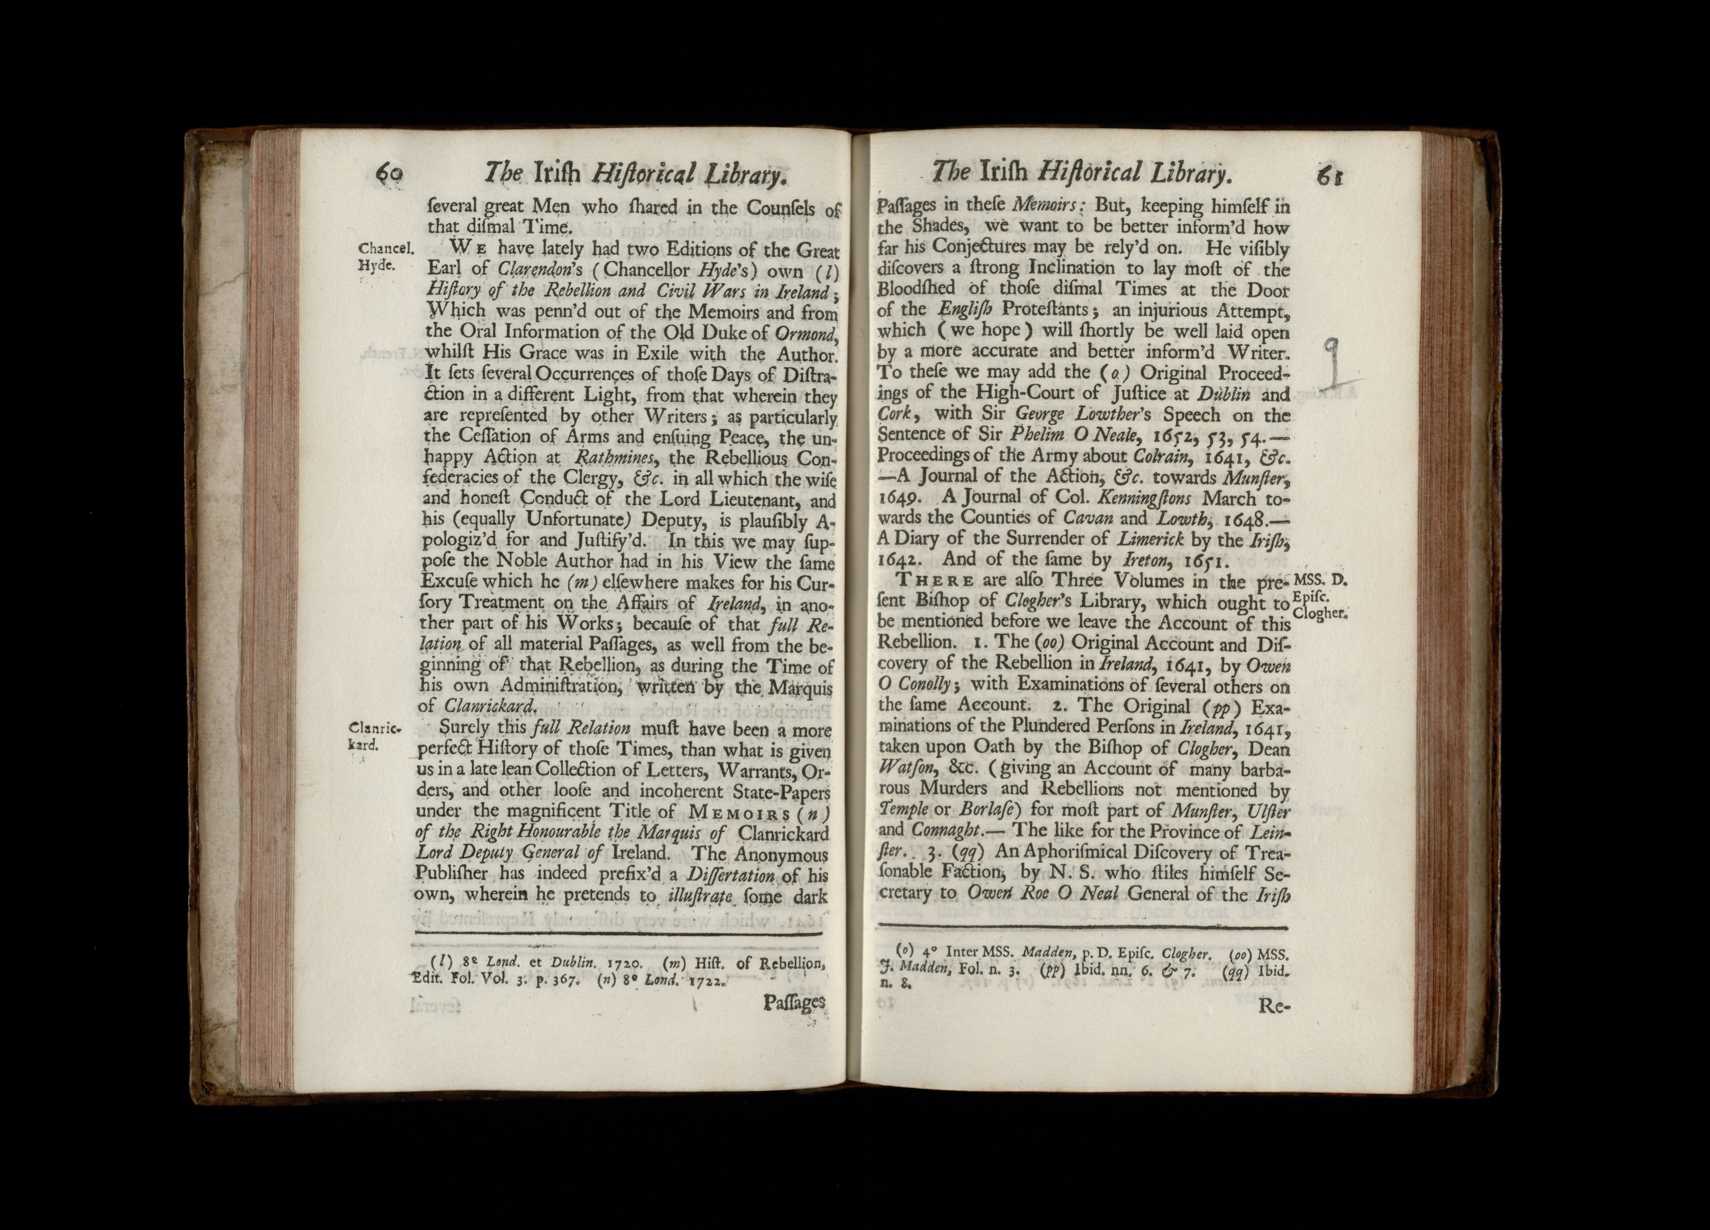 60 The Iriſh Hiſtorical Library.
ſeveral great Men who ſhared in the Counſels of
that diſmal Time.
Chancel. Hyde.
WE have lately had two Editions of the Great
Earl of Clarendon's (Chancellor Hyde's) own (l)
Hiſtory of the Rebellion and Civil Wars in Ireland;
Which was penn'd out of the Memoirs and from
the Oral Information of the Old Duke of Ormond,
whilſt His Grace was in Exile with the Author.
It ſets ſeveral Occurrences of thoſe Days of Diſtra-
ction in a different Light, from that wherein they
are repreſented by other Writers; as particularly
the Ceſſation of Arms and enſuing Peace, the un-
happy Action at Rathmines, the Rebellious Con-
federacies of the Clergy, &c. in all which the wiſe
and honeſt Conduct of the Lord Lieutenant, and
his (equally Unfortunate) Deputy, is plauſibly A-
pologiz'd for and Juſtify'd. In this we may ſup-
poſe the Noble Author had in his View the ſame
Excuſe which he (m) elſewhere makes for his Cur-
ſory Treatment on the Affairs of Ireland, in ano-
ther part of his Works; becauſe of that full Re-
lation of all material Paſſages, as well from the be-
ginning of that Rebellion, as during the Time of
his own Adminiſtration, written by the Marquis
of Clanrickard.
Clanric-
kard.
Surely this full Relation muſt have been a more
perfect Hiſtory of thoſe Times, than what is given
us in a late lean Collection of Letters, Warrants, Or-
ders, and other looſe and incoherent State-Papers
under the magnificent Title of MEMOIRS (n)
of the Right Honourable the Marquis of Clanrickard
Lord Deputy General of Ireland. The Anonymous
Publiſher has indeed prefix'd a Diſſertation of his
own, wherein he pretends to illuſtrate ſome dark
(l) 8º Lond. et Dublin. 1720. (m) Hiſt. of Rebellion,
Edit. Fol. Vol. 3. p. 367. (n) 8º Lond. 1722.
Paſſages
The Iriſh Hiſtorical Library. 61
Paſſages in theſe Memoirs: But, keeping himſelf in
the Shades, we want to be better inform'd how
far his Conjectures may be rely'd on. He viſibly
diſcovers a ſtrong Inclination to lay moſt of the
Bloodſhed of thoſe diſmal Times at the Door
of the Engliſh Proteſtants; an injurious Attempt,
which (we hope) will ſhortly be well laid open
by a more accurate and better inform'd Writer.
To theſe we may add the (o) Original Proceed-
ings of the High-Court of Juſtice at Dublin and
Cork, with Sir George Lowther's Speech on the
Sentence of Sir Phelim O Neale, 1652, 53, 54.—
Proceedings of the Army about Colrain, 1641, &c.
—A Journal of the Action, &c. towards Munſter,
1649. A Journal of Col. Kenningſtons March to-
wards the Counties of Cavan and Lowth, 1648.—
A Diary of the Surrender of Limerick by the Iriſh,
1642. And of the ſame by Ireton, 1651.
THERE are alſo Three Volumes in the pre-
MSS. D.
Epiſc.
Clogher.
ſent Biſhop of Clogher's Library, which ought to
be mentioned before we leave the Account of this
Rebellion. 1. The (oo) Original Account and Diſ-
covery of the Rebellion in Ireland, 1641, by Owen
O Conolly; with Examinations of ſeveral others on
the ſame Account. 2. The Original (pp) Exa-
minations of the Plundered Perſons in Ireland, 1641,
taken upon Oath by the Biſhop of Clogher, Dean
Watſon, &c. (giving an Account of many barba-
rous Murders and Rebellions not mentioned by
Temple or Borlaſe) for moſt part of Munſter, Ulſter
and Connaght.— The like for the Province of Lein-
ſter. 3. (qq) An Aphoriſmical Diſcovery of Trea-
ſonable Faction, by N. S. who ſtiles himſelf Se-
cretary to Owen Roe O Neal General of the Iriſh
(o) 4º Inter MSS. Madden, p. D. Epiſc. Clogher. (oo) MSS.
J. Madden, Fol. n. 3. (pp) Ibid. nn. 6. & 7. (qq) Ibid.
n. 8.
Re-